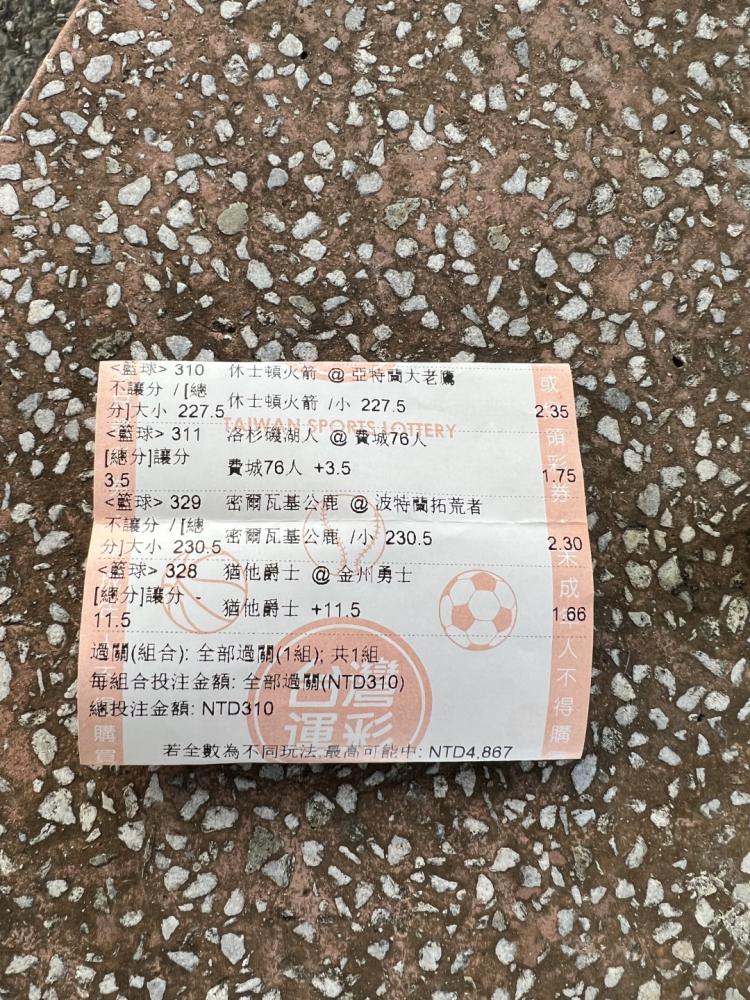 <籃球> 310 休士頓火箭 @ 亞特蘭大老鷹
不讓分 / [總
分]大小 227.5 休士頓火箭 /小 227.5 2.35
TAIWAN SPORTS LOTTERY
<籃球> 311 洛杉磯湖人 @ 費城76人
[總分]讓分
3.5 費城76人 +3.5 1.75
<籃球> 329 密爾瓦基公鹿 @ 波特蘭拓荒者
不讓分 / [總
分]大小 230.5 密爾瓦基公鹿 /小 230.5 2.30
<籃球> 328 猶他爵士 @ 金州勇士
[總分]讓分 -
11.5 猶他爵士 +11.5 1.66
過關(組合): 全部過關(1組); 共1組
每組合投注金額: 全部過關(NTD310)
總投注金額: NTD310
台灣
運彩
若全數為不同玩法,最高可能中: NTD4,867
或 領彩券 未成 人不得購
購買